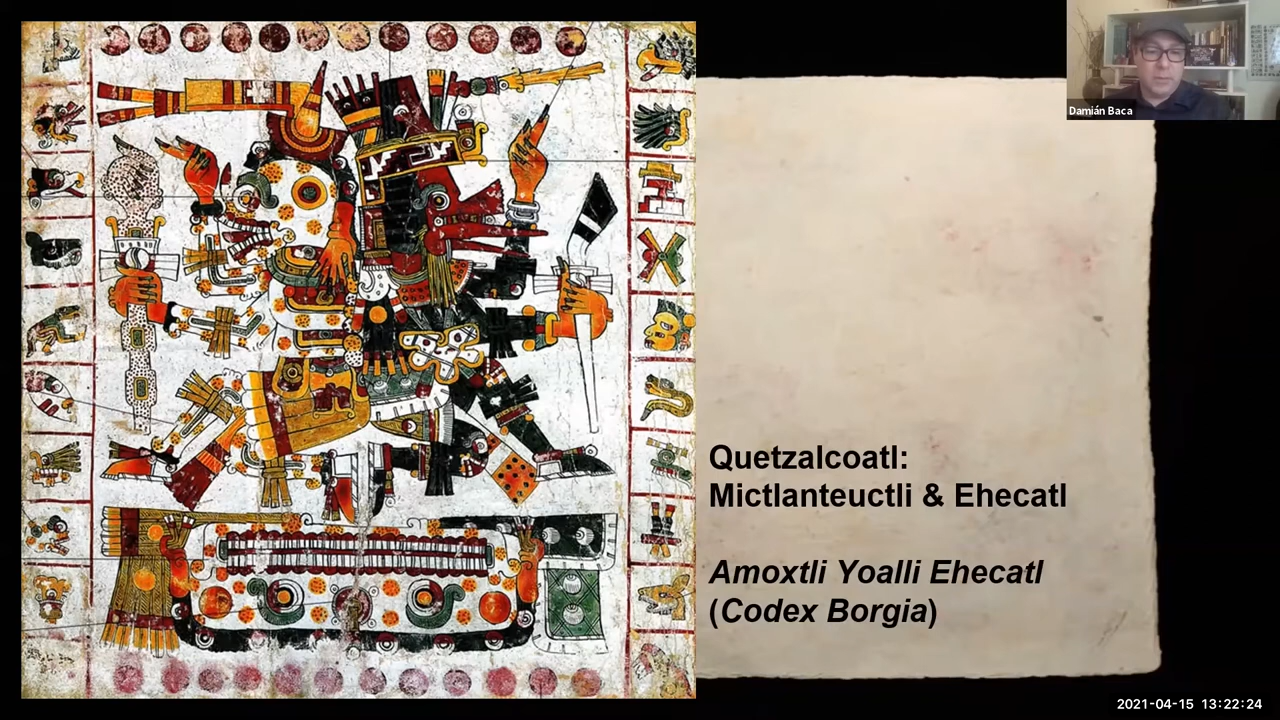 Damián Baca
Quetzalcoatl:
Mictlanteuctli & Ehecatl
Amoxtli Yoalli Ehecatl
(Codex Borgia)
2021-04-15 13:22:24